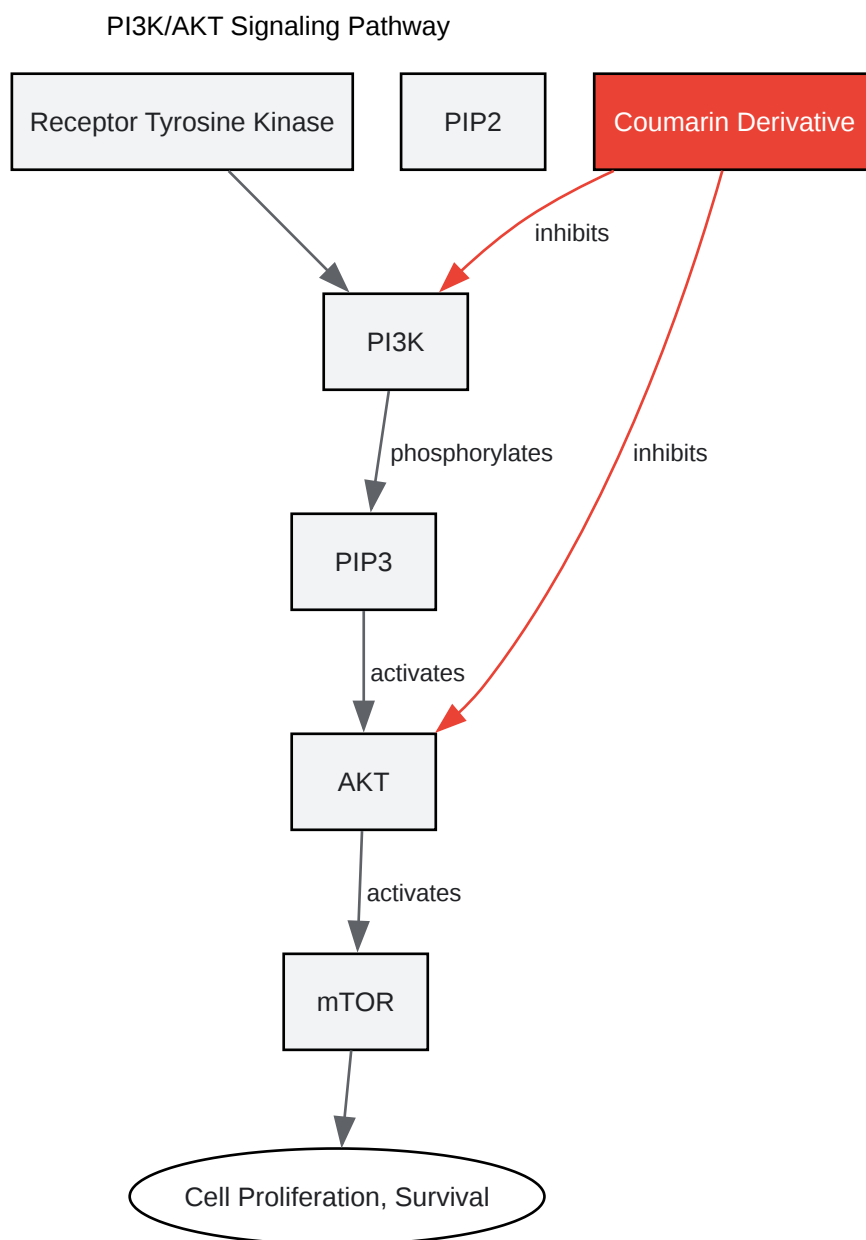 PI3K/AKT Signaling Pathway
Receptor Tyrosine Kinase
PIP2
Coumarin Derivative
inhibits
PI3K
phosphorylates
inhibits
PIP3
activates
AKT
activates
mTOR
Cell Proliferation, Survival